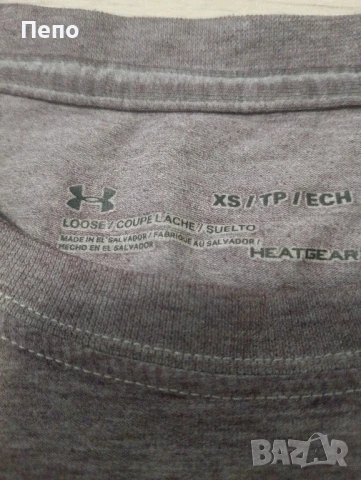 Пепо
XS / TP / ECH
LOOSE / COUPE LACHE / SUELTO
MADE IN EL SALVADOR / FABRIQUE AU SALVADOR /
HECHO EN EL SALVADOR
HEATGEAR
BAZAR